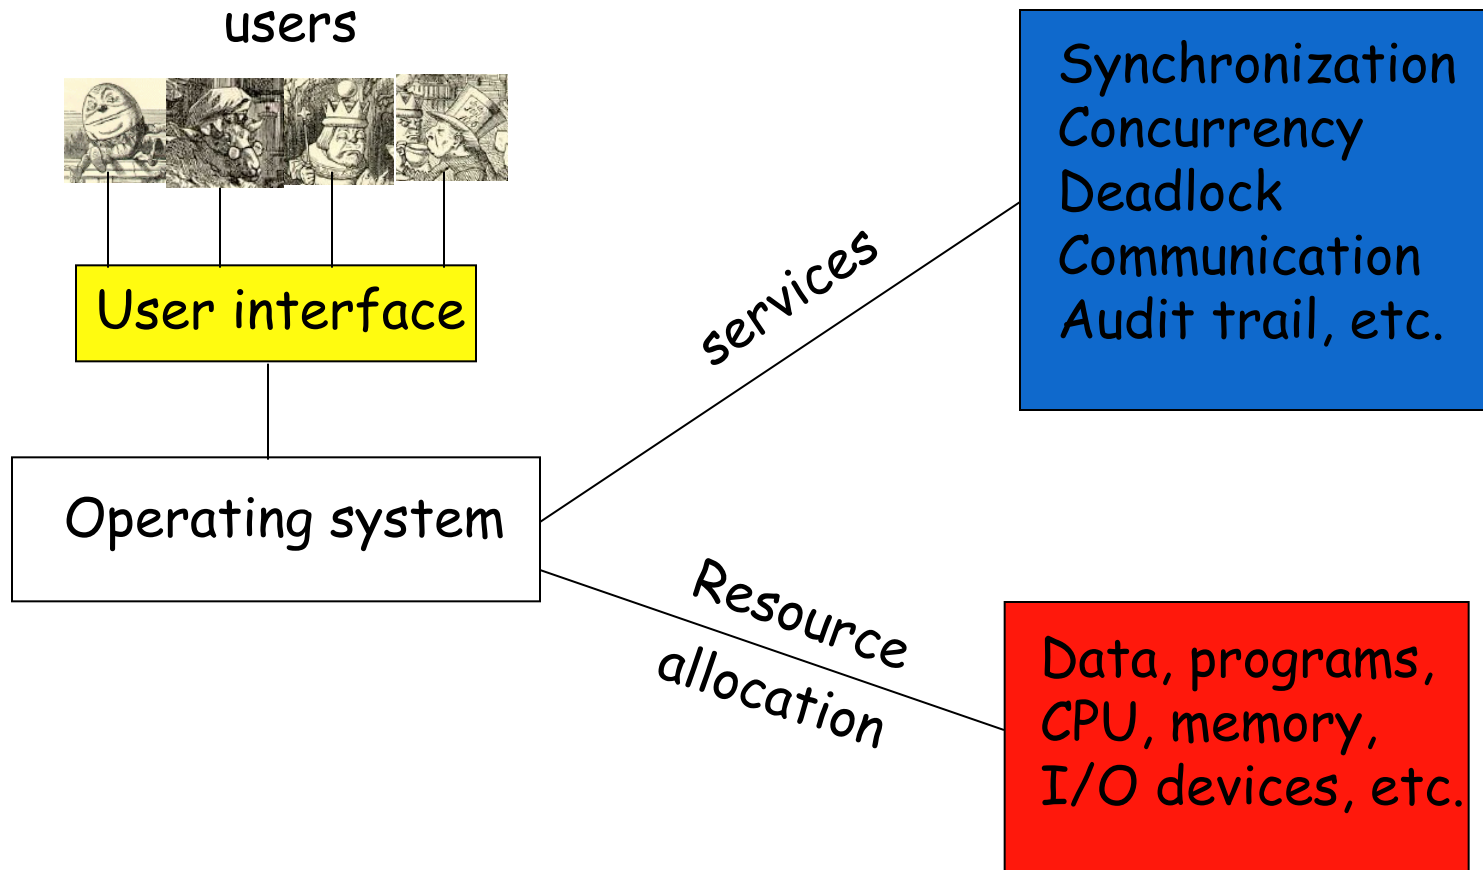 users
User interface
Operating system
services
Synchronization
Concurrency
Deadlock
Communication
Audit trail, etc.
Resource
allocation
Data, programs,
CPU, memory,
I/O devices, etc.